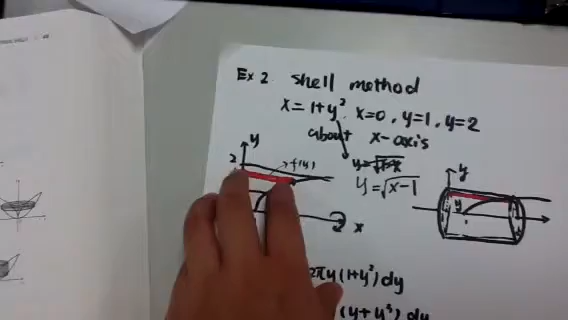 Ex 2. shell method
x = 1+y², x=0, y=1, y=2
about x-axis
y
2
f(y)
y=√x-1
x
y
y
2πy(1+y²)dy
(y+y³)dy